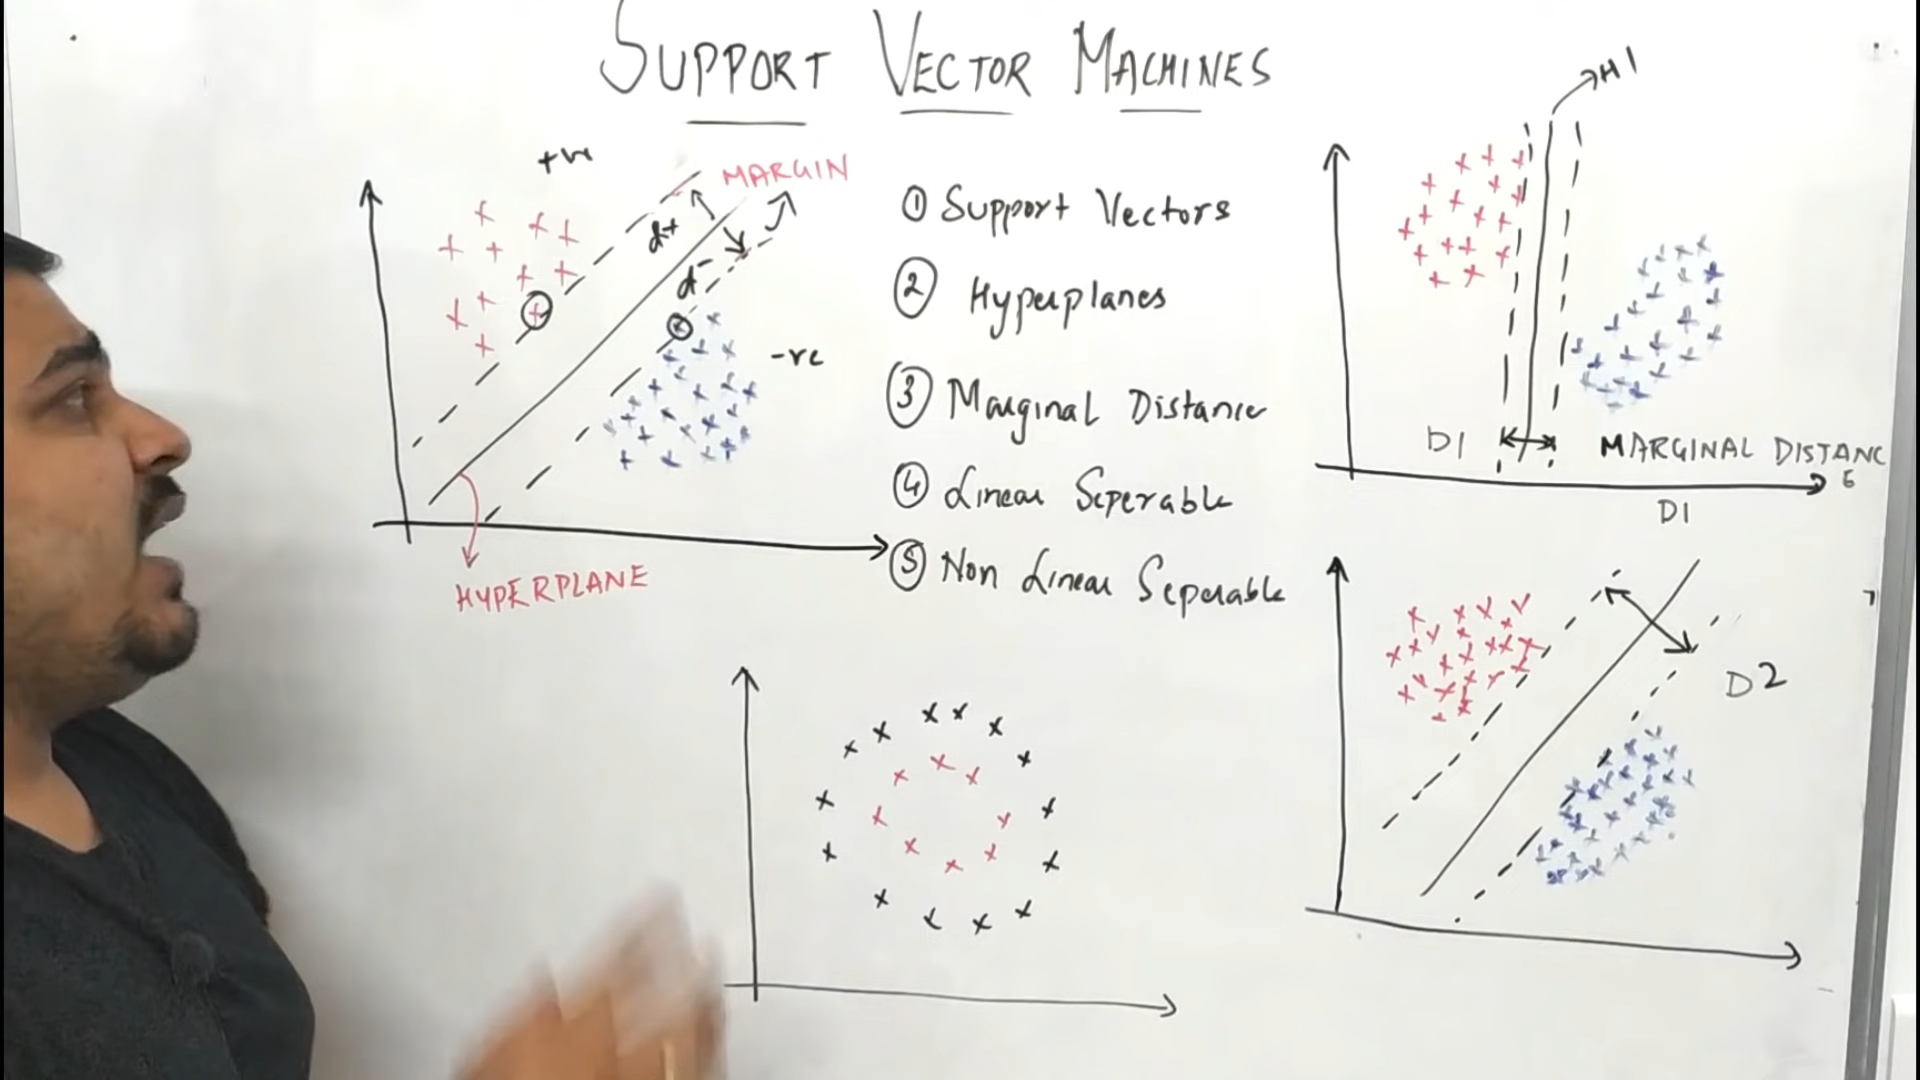 SUPPORT VECTOR MACHINES
+ve
MARGIN
d+
d-
-ve
HYPERPLANE
① Support Vectors
② Hyperplanes
③ Marginal Distance
④ Linear Seperable
⑤ Non Linear Seperable
H1
D1
MARGINAL DISTANC
E
D1
D2